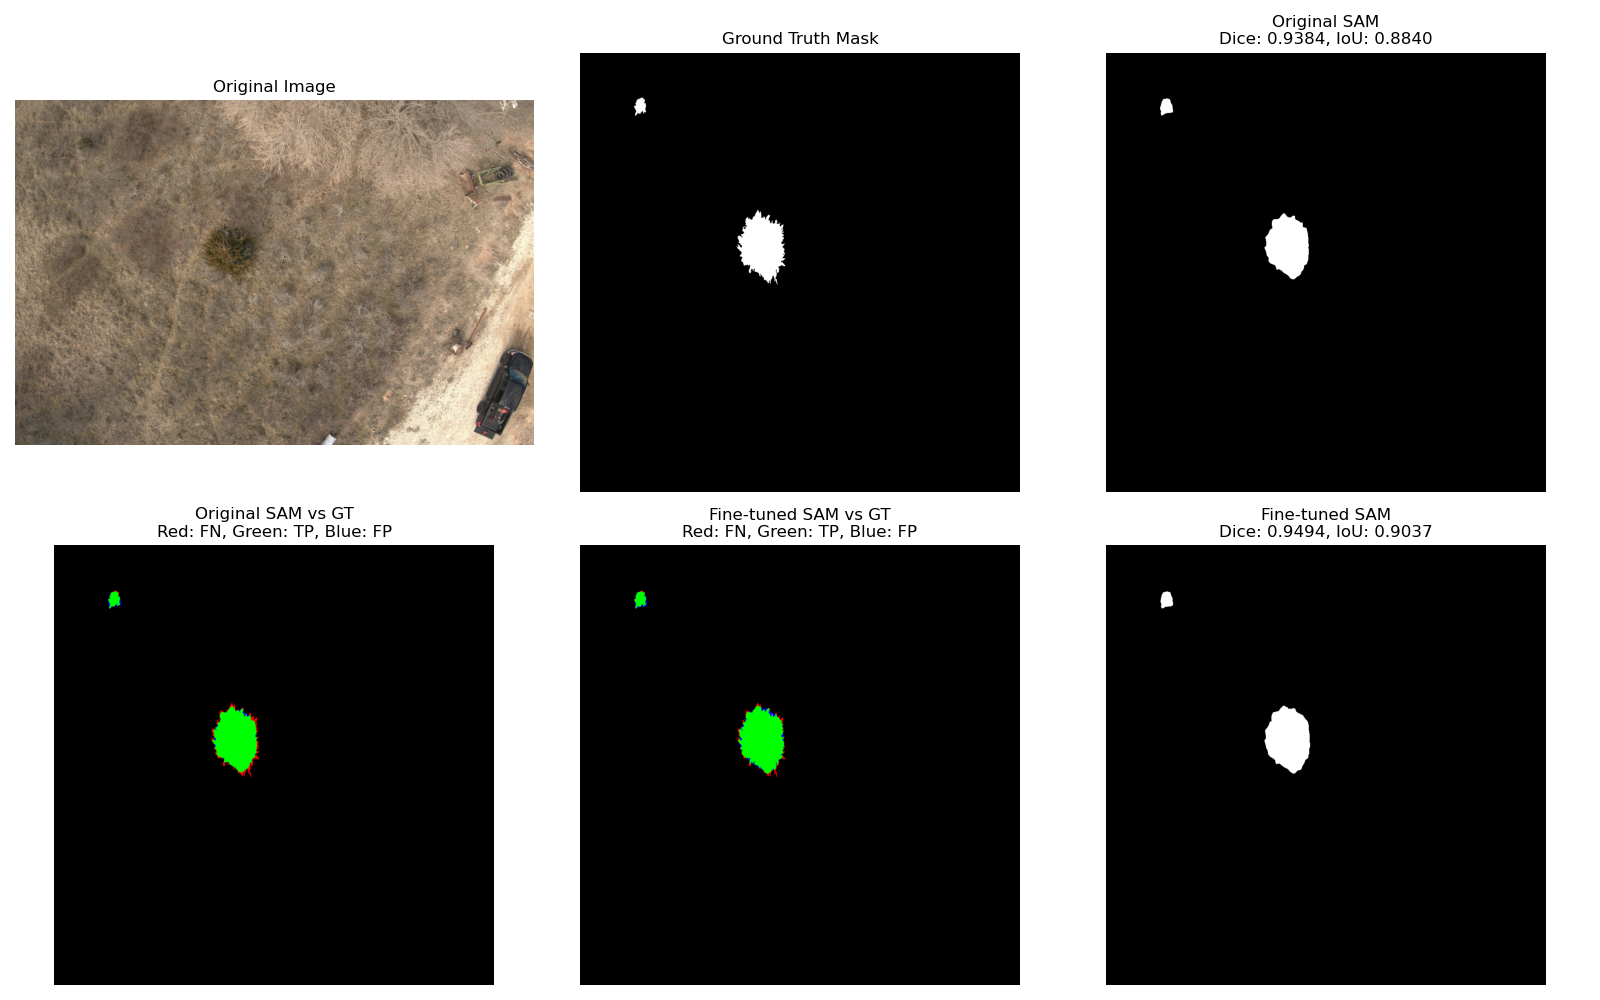 Original Image
Ground Truth Mask
Original SAM
Dice: 0.9384, IoU: 0.8840
Original SAM vs GT
Red: FN, Green: TP, Blue: FP
Fine-tuned SAM vs GT
Red: FN, Green: TP, Blue: FP
Fine-tuned SAM
Dice: 0.9494, IoU: 0.9037